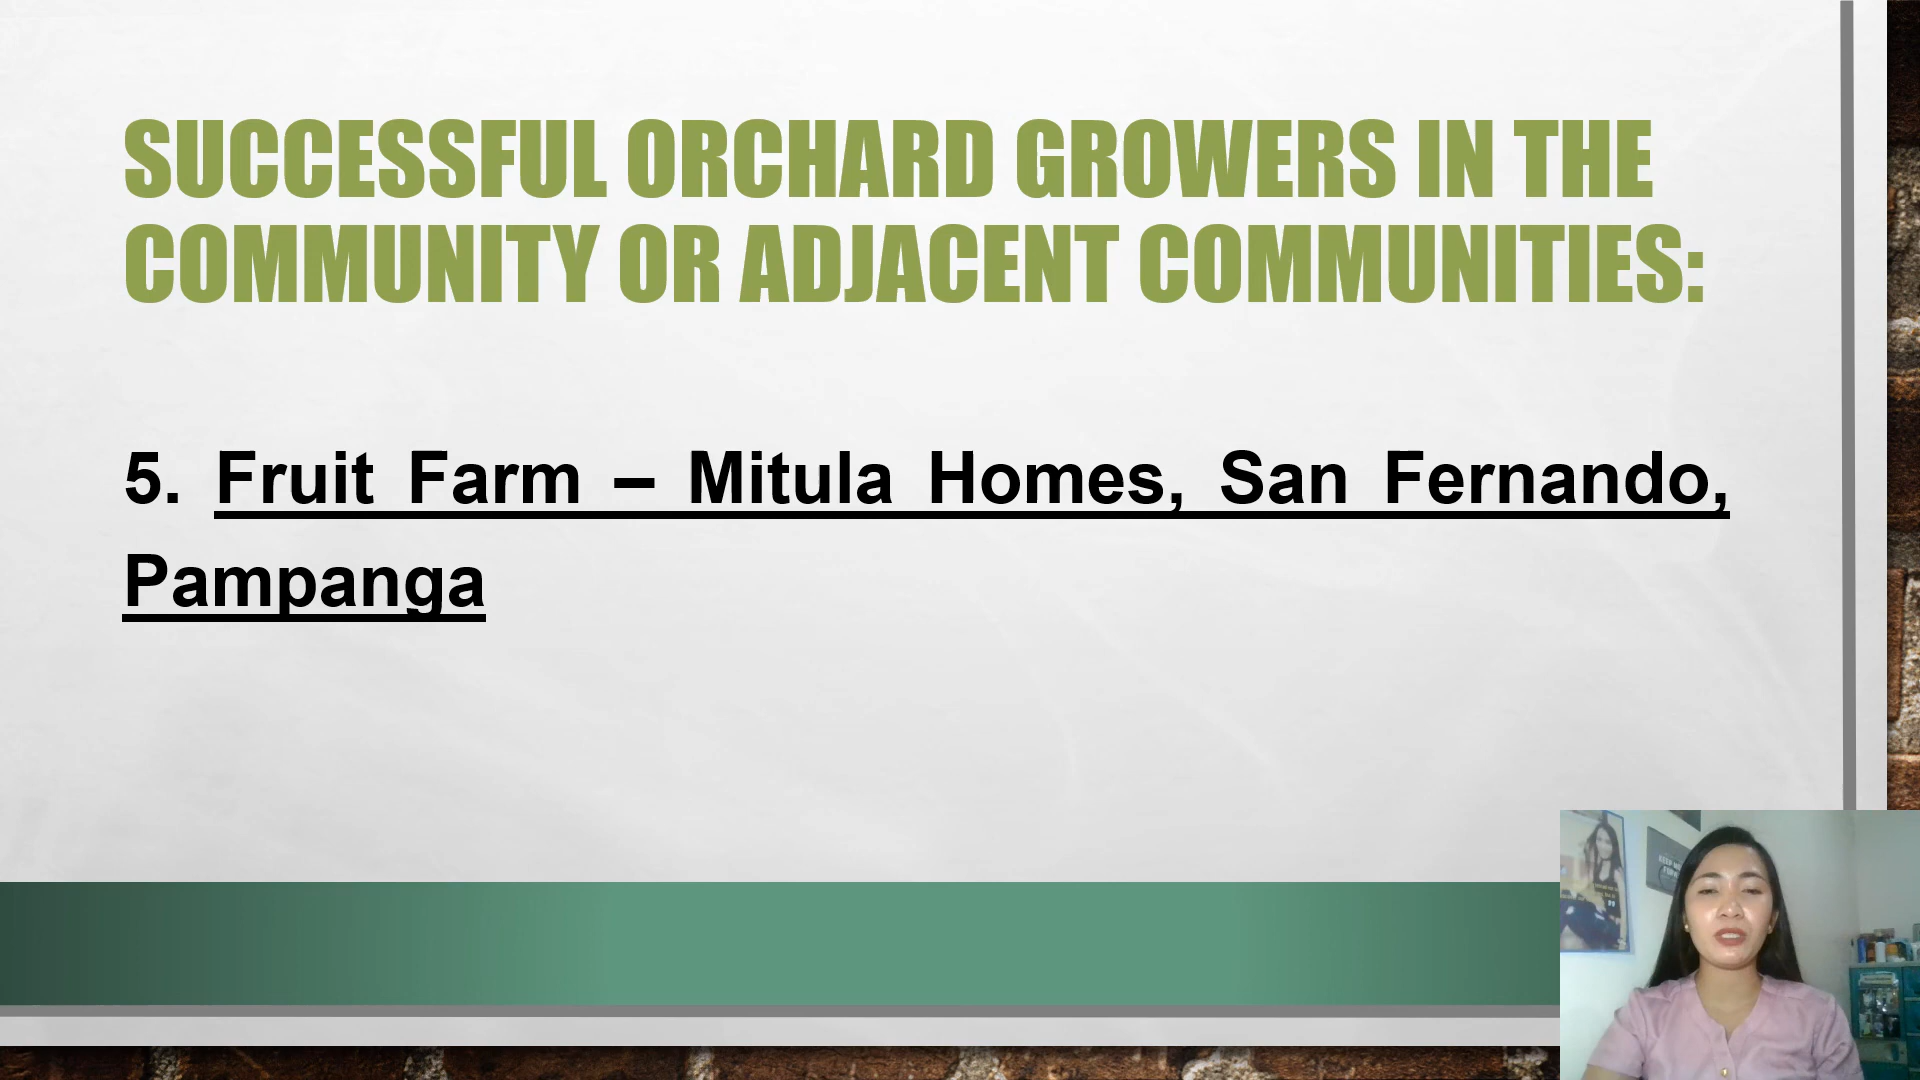 SUCCESSFUL ORCHARD GROWERS IN THE
COMMUNITY OR ADJACENT COMMUNITIES:
5. Fruit Farm – Mitula Homes, San Fernando,
Pampanga